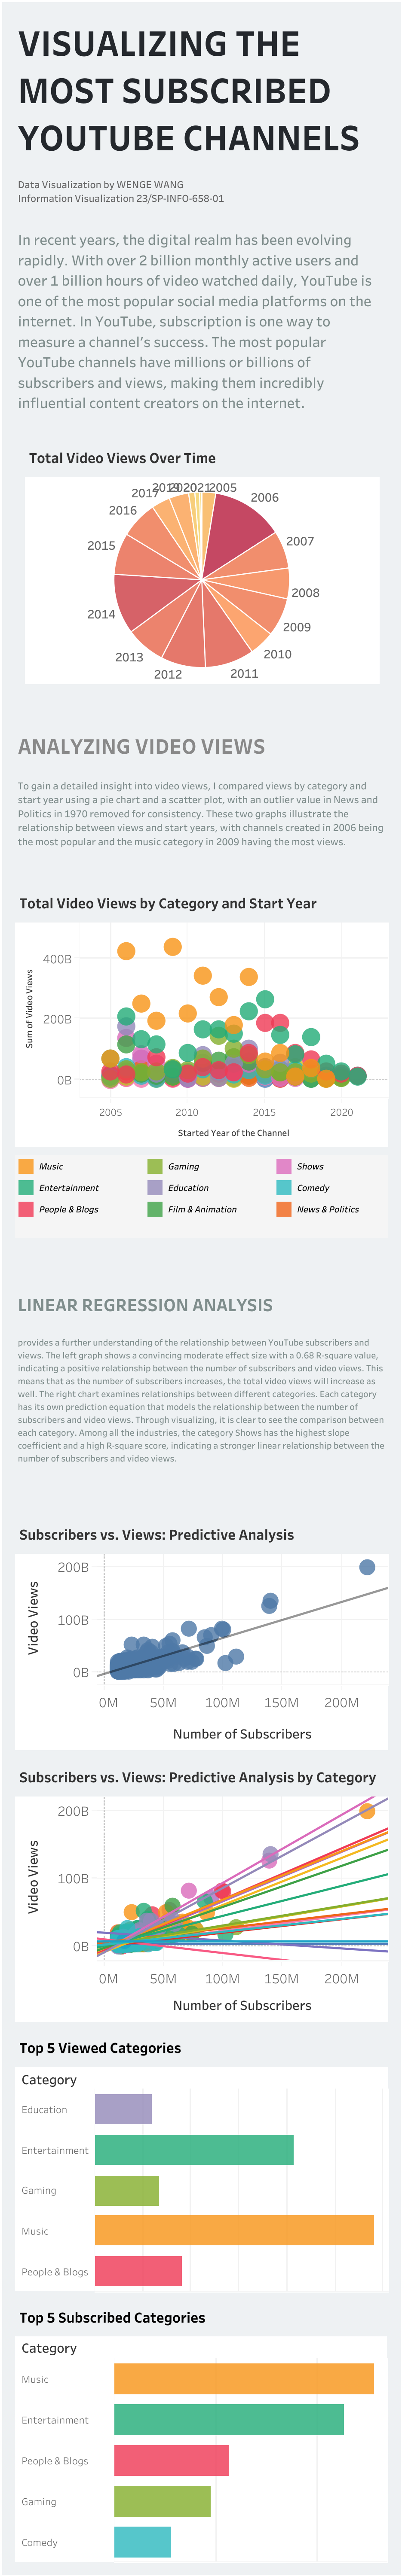 VISUALIZING THE
MOST SUBSCRIBED
YOUTUBE CHANNELS
Data Visualization by WENGE WANG
Information Visualization 23/SP-INFO-658-01
In recent years, the digital realm has been evolving
rapidly. With over 2 billion monthly active users and
over 1 billion hours of video watched daily, YouTube is
one of the most popular social media platforms on the
internet. In YouTube, subscription is one way to
measure a channel's success. The most popular
YouTube channels have millions or billions of
subscribers and views, making them incredibly
influential content creators on the internet.
Total Video Views Over Time
2017 2019 2020 2021 2005
2016 2006
2015 2007
2008
2014 2009
2013 2010
2012 2011
ANALYZING VIDEO VIEWS
To gain a detailed insight into video views, I compared views by category and
start year using a pie chart and a scatter plot, with an outlier value in News and
Politics in 1970 removed for consistency. These two graphs illustrate the
relationship between views and start years, with channels created in 2006 being
the most popular and the music category in 2009 having the most views.
Total Video Views by Category and Start Year
Sum of Video Views
400B
200B
0B
2005 2010 2015 2020
Started Year of the Channel
Music Gaming Shows
Entertainment Education Comedy
People & Blogs Film & Animation News & Politics
LINEAR REGRESSION ANALYSIS
provides a further understanding of the relationship between YouTube subscribers and
views. The left graph shows a convincing moderate effect size with a 0.68 R-square value,
indicating a positive relationship between the number of subscribers and video views. This
means that as the number of subscribers increases, the total video views will increase as
well. The right chart examines relationships between different categories. Each category
has its own prediction equation that models the relationship between the number of
subscribers and video views. Through visualizing, it is clear to see the comparison between
each category. Among all the industries, the category Shows has the highest slope
coefficient and a high R-square score, indicating a stronger linear relationship between the
number of subscribers and video views.
Subscribers vs. Views: Predictive Analysis
Video Views
200B
100B
0B
0M 50M 100M 150M 200M
Number of Subscribers
Subscribers vs. Views: Predictive Analysis by Category
Video Views
200B
100B
0B
0M 50M 100M 150M 200M
Number of Subscribers
Top 5 Viewed Categories
Category
Education
Entertainment
Gaming
Music
People & Blogs
Top 5 Subscribed Categories
Category
Music
Entertainment
People & Blogs
Gaming
Comedy